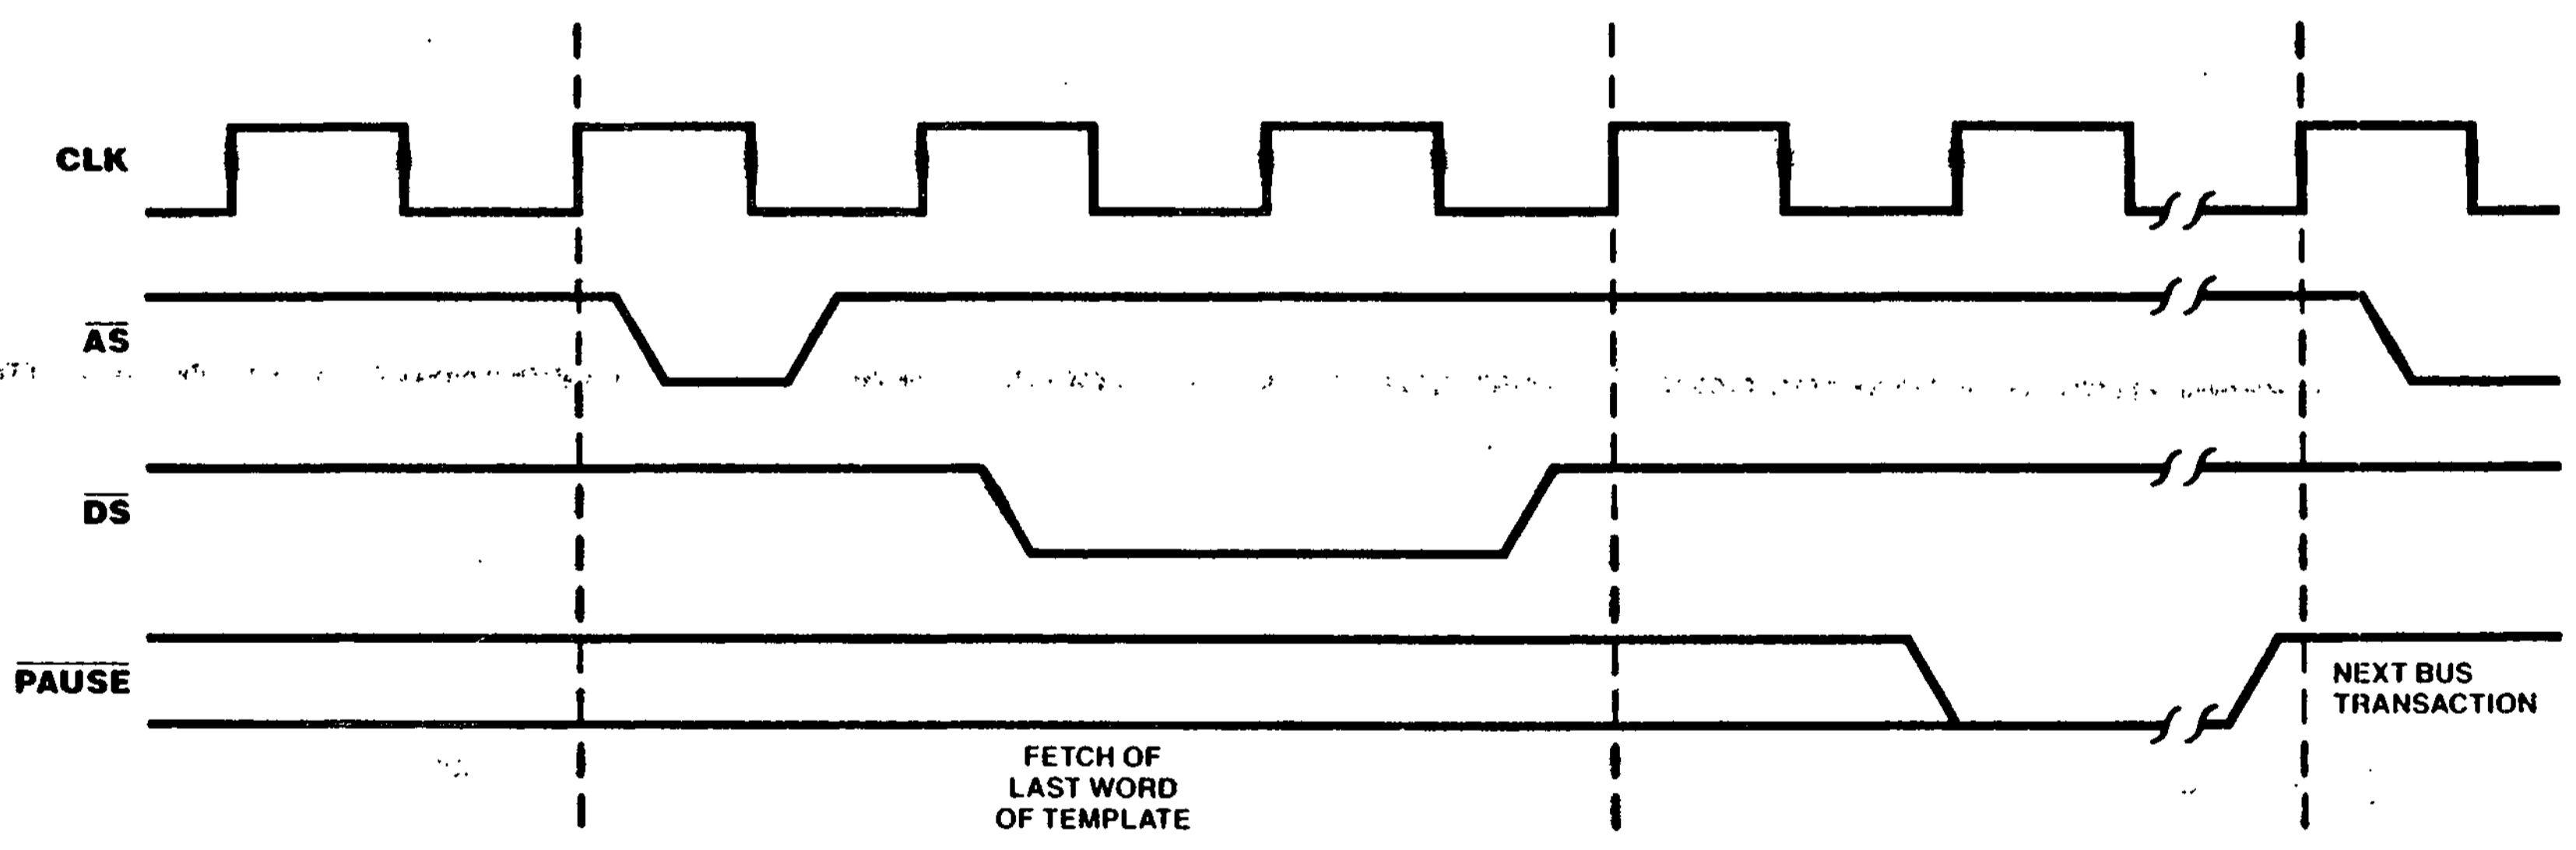 CLK
AS
DS
PAUSE
NEXT BUS
TRANSACTION
FETCH OF
LAST WORD
OF TEMPLATE